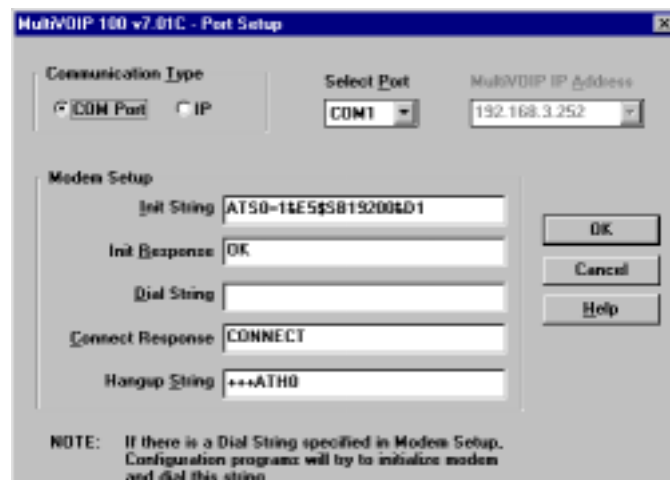 MultiVOIP 100 v7.01C - Port Setup
Communication Type
COM Port IP
Select Port
COM1
MultiVOIP IP Address
192.168.3.252
Modem Setup
Init String ATS0=1&E5$SB19200&D1
Init Response OK
Dial String
Connect Response CONNECT
Hangup String +++ATH0
OK
Cancel
Help
NOTE: If there is a Dial String specified in Modem Setup,
Configuration programs will try to initialize modem
and dial this string